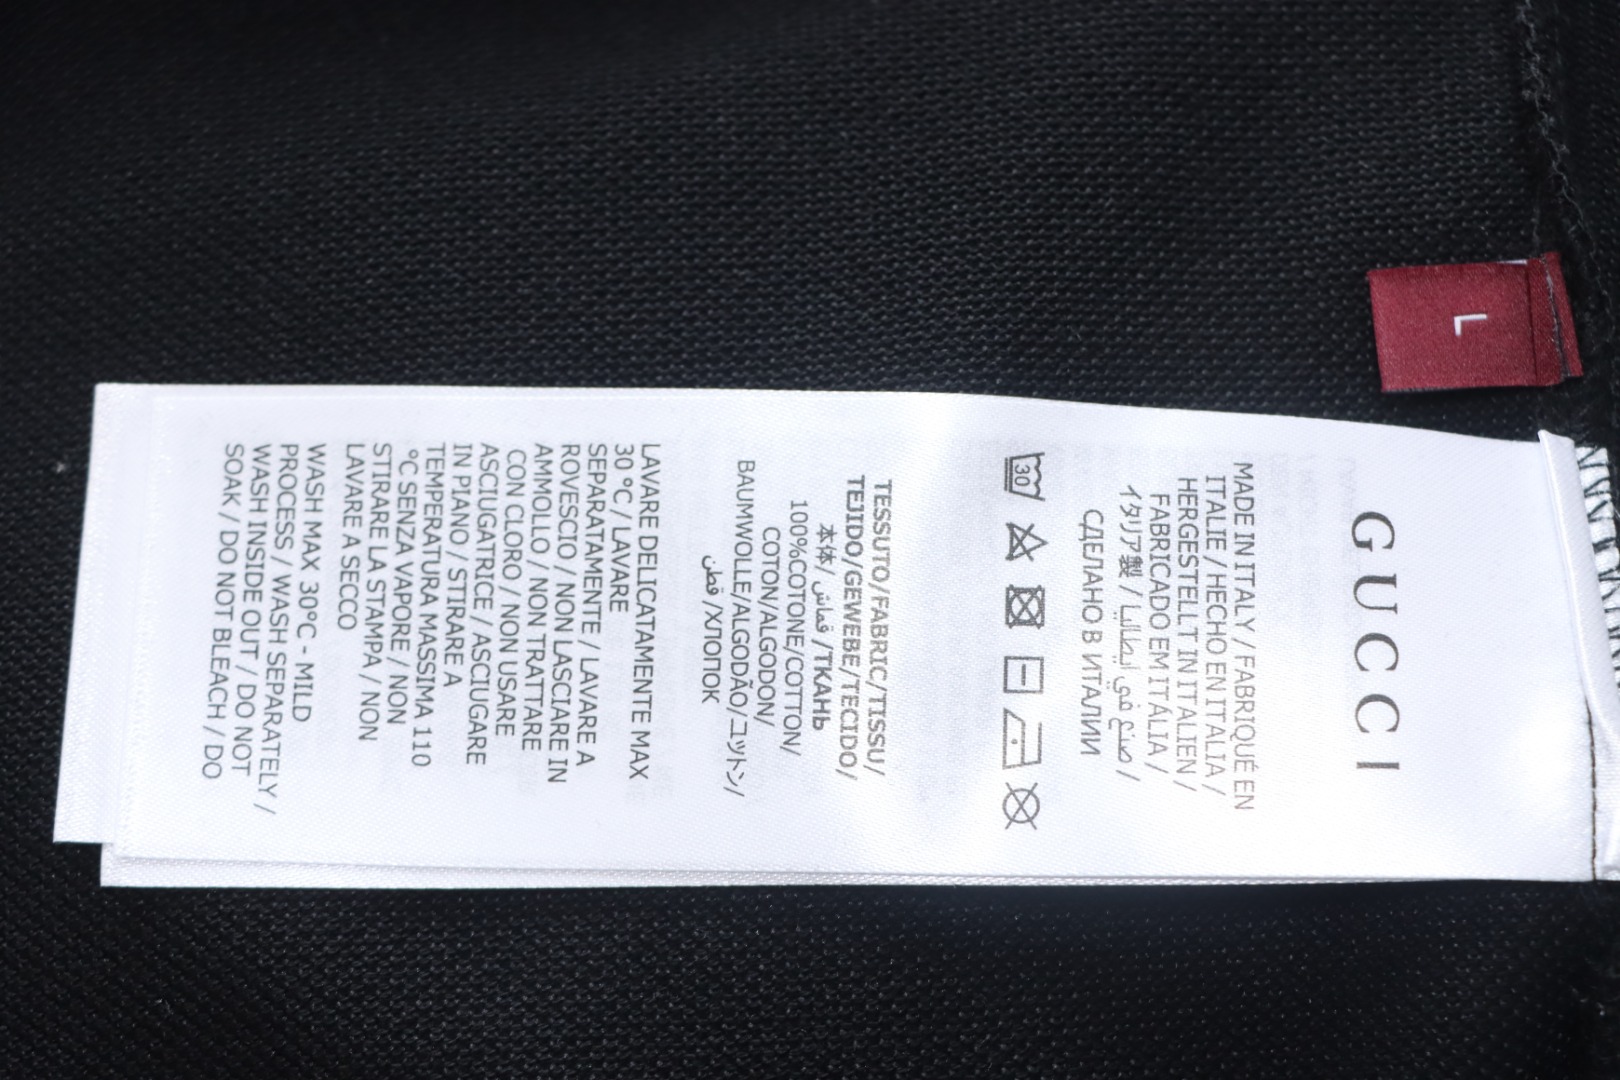 L
GUCCI
MADE IN ITALY / FABRIQUÉ EN
ITALIE / HECHO EN ITALIA /
HERGESTELLT IN ITALIEN /
FABRICADO EM ITÁLIA /
イタリア製 / صنع في ايطاليا /
СДЕЛАНО В ИТАЛИИ
30
TESSUTO/FABRIC/TISSU/
TEJIDO/GEWEBE/TECIDO/
本体/ قماش /ТКАНЬ
100%COTONE/COTTON/
COTON/ALGODON/
BAUMWOLLE/ALGODÃO/コットン/
قطن /ХЛОПОК
LAVARE DELICATAMENTE MAX
30 °C / LAVARE
SEPARATAMENTE / LAVARE A
ROVESCIO / NON LASCIARE IN
AMMOLLO / NON TRATTARE
CON CLORO / NON USARE
ASCIUGATRICE / ASCIUGARE
IN PIANO / STIRARE A
TEMPERATURA MASSIMA 110
°C SENZA VAPORE / NON
STIRARE LA STAMPA / NON
LAVARE A SECCO
WASH MAX 30°C - MILD
PROCESS / WASH SEPARATELY /
WASH INSIDE OUT / DO NOT
SOAK / DO NOT BLEACH / DO